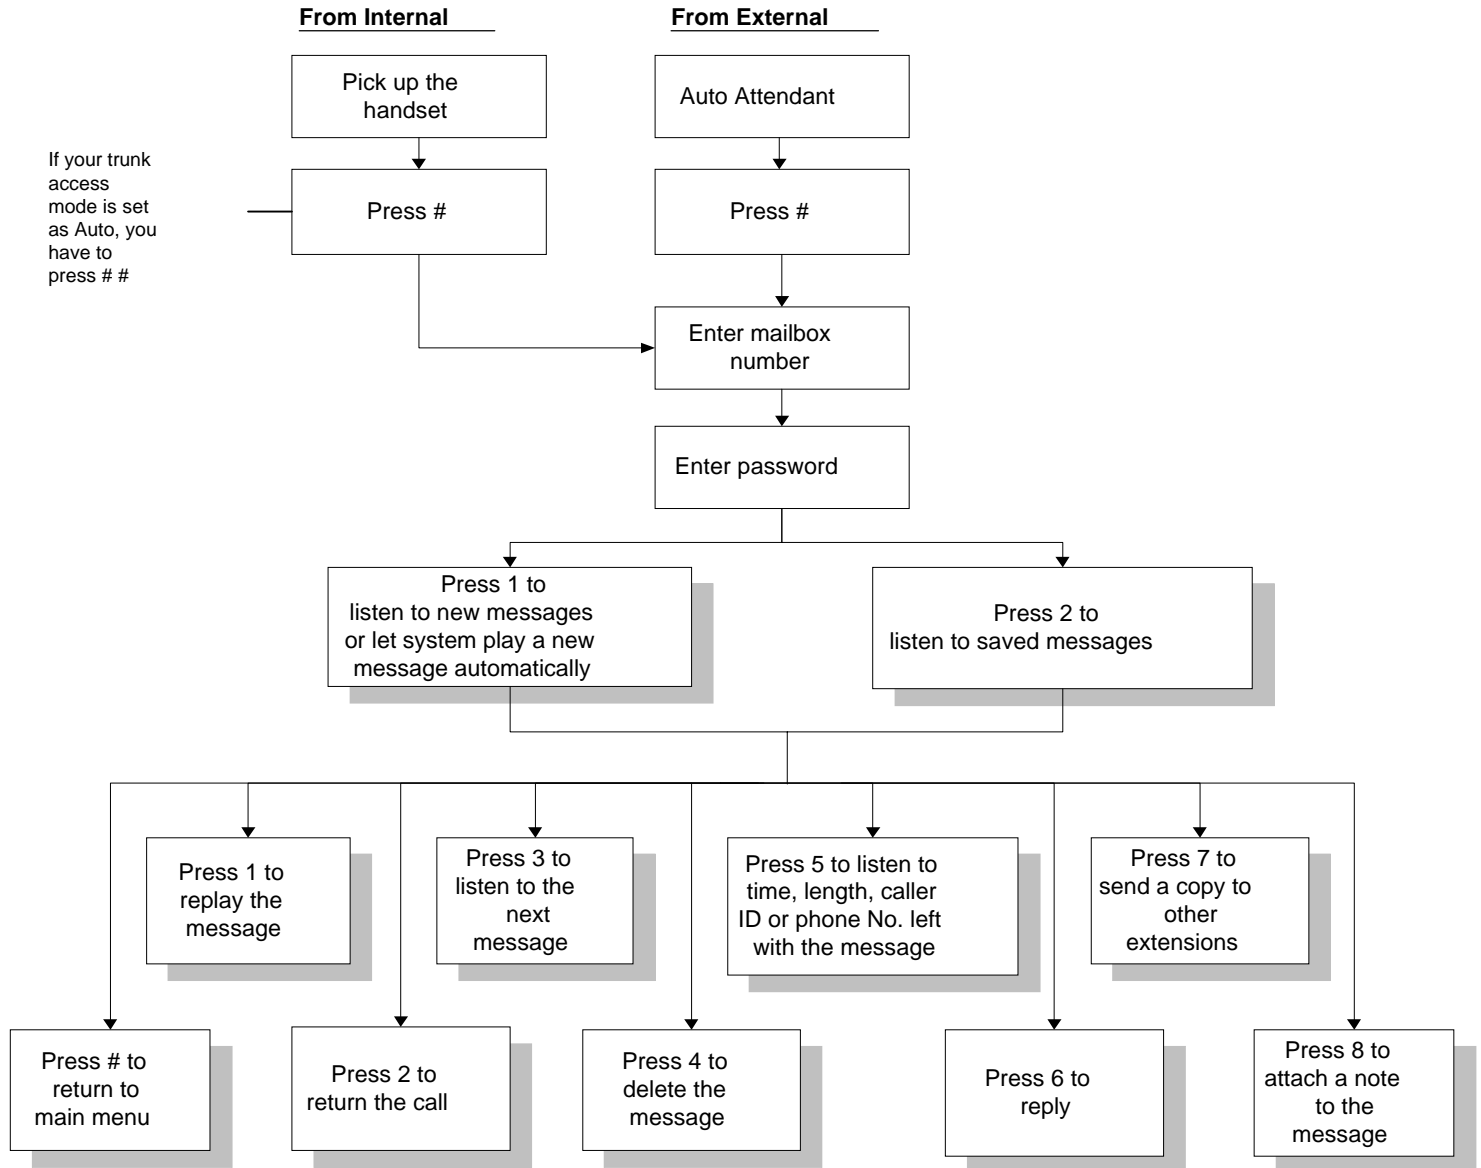 From Internal
From External
Pick up the
handset
Auto Attendant
If your trunk
access
mode is set
as Auto, you
have to
press # #
Press #
Press #
Enter mailbox
number
Enter password
Press 1 to
listen to new messages
or let system play a new
message automatically
Press 2 to
listen to saved messages
Press 1 to
replay the
message
Press 3 to
listen to the
next
message
Press 5 to listen to
time, length, caller
ID or phone No. left
with the message
Press 7 to
send a copy to
other
extensions
Press # to
return to
main menu
Press 2 to
return the call
Press 4 to
delete the
message
Press 6 to
reply
Press 8 to
attach a note
to the
message